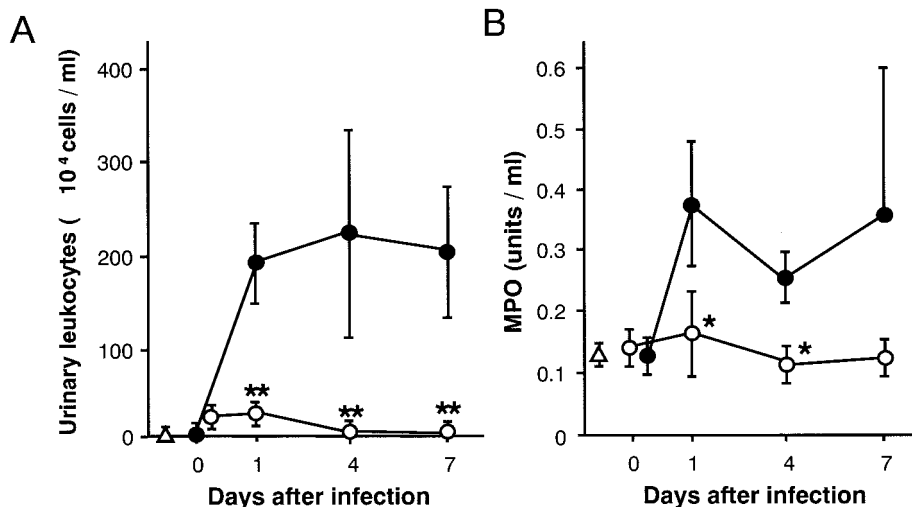 A
B
Urinary leukocytes ( 10⁴ cells / ml)
400
300
200
100
0
** ** **
0 1 4 7
Days after infection
MPO (units / ml)
0.6
0.5
0.4
0.3
0.2
0.1
0
* *
0 1 4 7
Days after infection